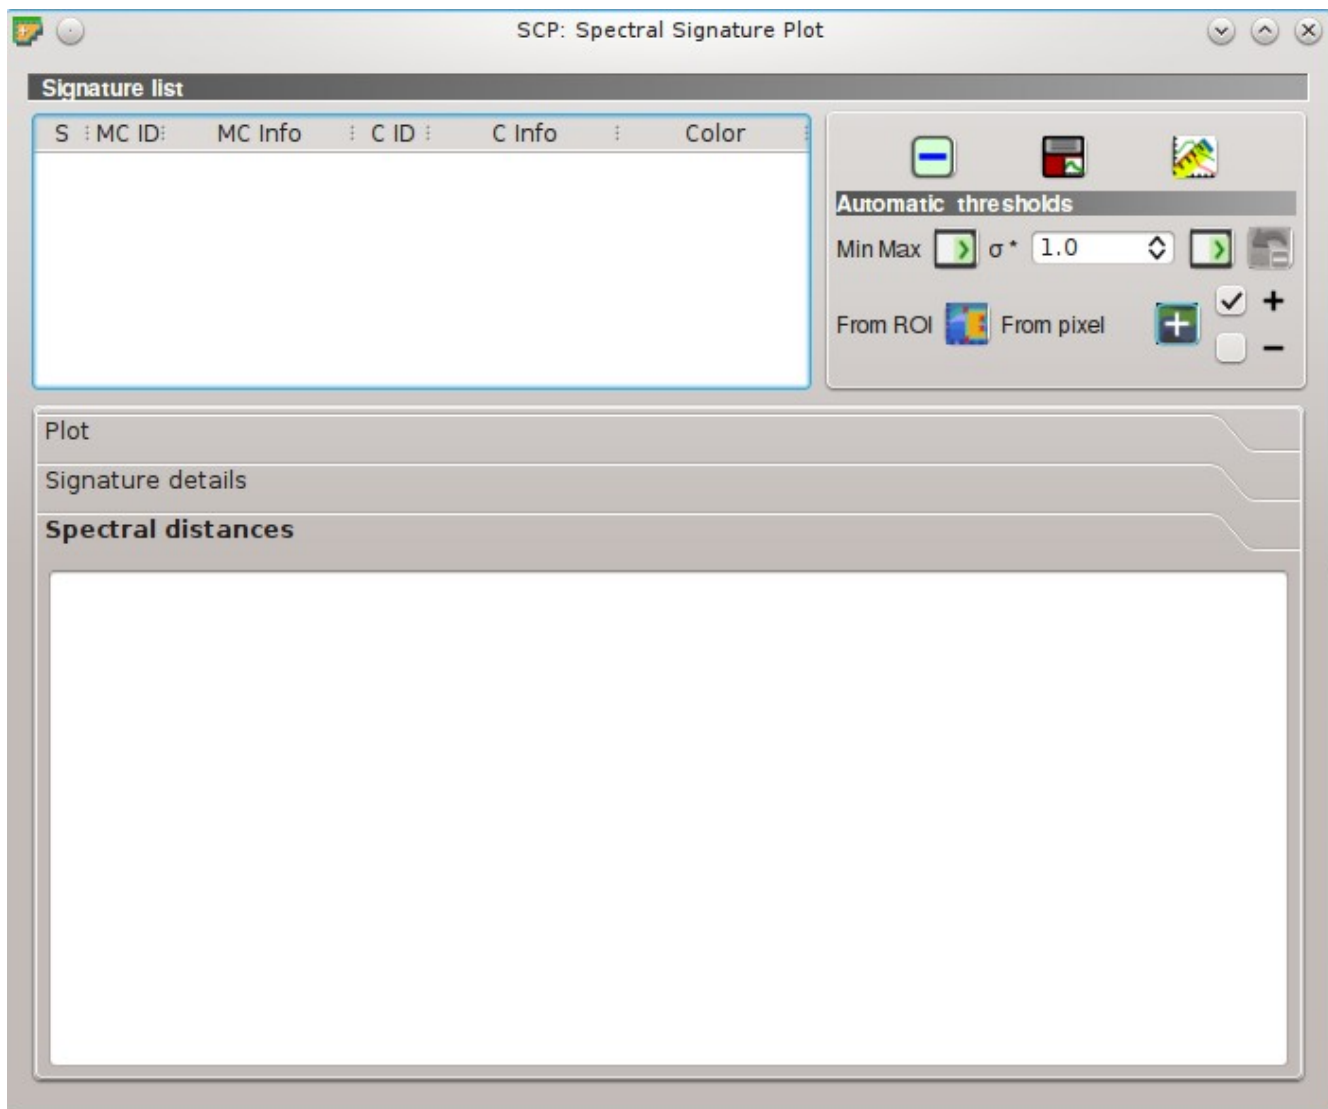 SCP: Spectral Signature Plot
Signature list
S MC ID MC Info C ID C Info Color
Automatic thresholds
Min Max σ * 1.0
From ROI From pixel +
−
Plot
Signature details
Spectral distances